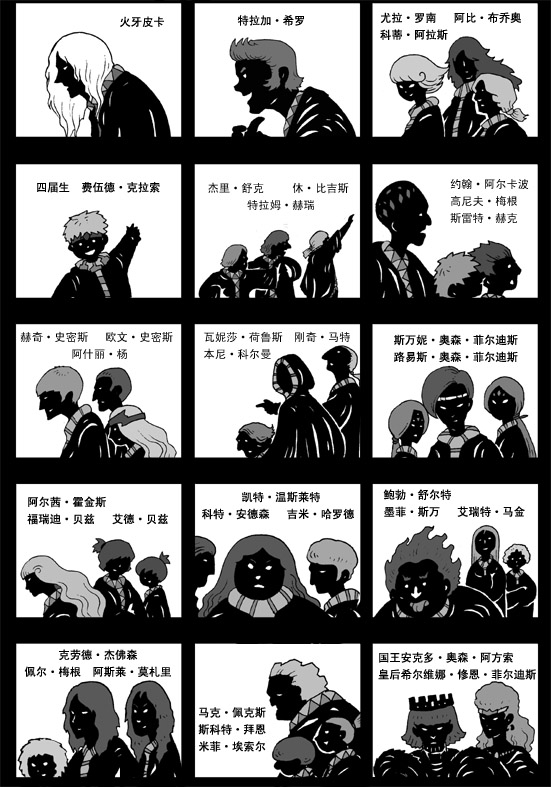 火牙皮卡
特拉加·希罗
尤拉·罗南　阿比·布乔奥
科蒂·阿拉斯
四届生　费伍德·克拉索
杰里·舒克　休·比吉斯
特拉姆·赫瑞
约翰·阿尔卡波
高尼夫·梅根
斯雷特·赫克
赫奇·史密斯　欧文·史密斯
阿什丽·杨
瓦妮莎·荷鲁斯　刚奇·马特
本尼·科尔曼
斯万妮·奥森·菲尔迪斯
路易斯·奥森·菲尔迪斯
阿尔茜·霍金斯
福瑞迪·贝兹　艾德·贝兹
凯特·温斯莱特
科特·安德森　吉米·哈罗德
鲍勃·舒尔特
墨菲·斯万　艾瑞特·马金
克劳德·杰佛森
佩尔·梅根　阿斯莱·莫札里
马克·佩克斯
斯科特·拜恩
米菲·埃索尔
国王安克多·奥森·阿方索
皇后希尔维娜·修恩·菲尔迪斯